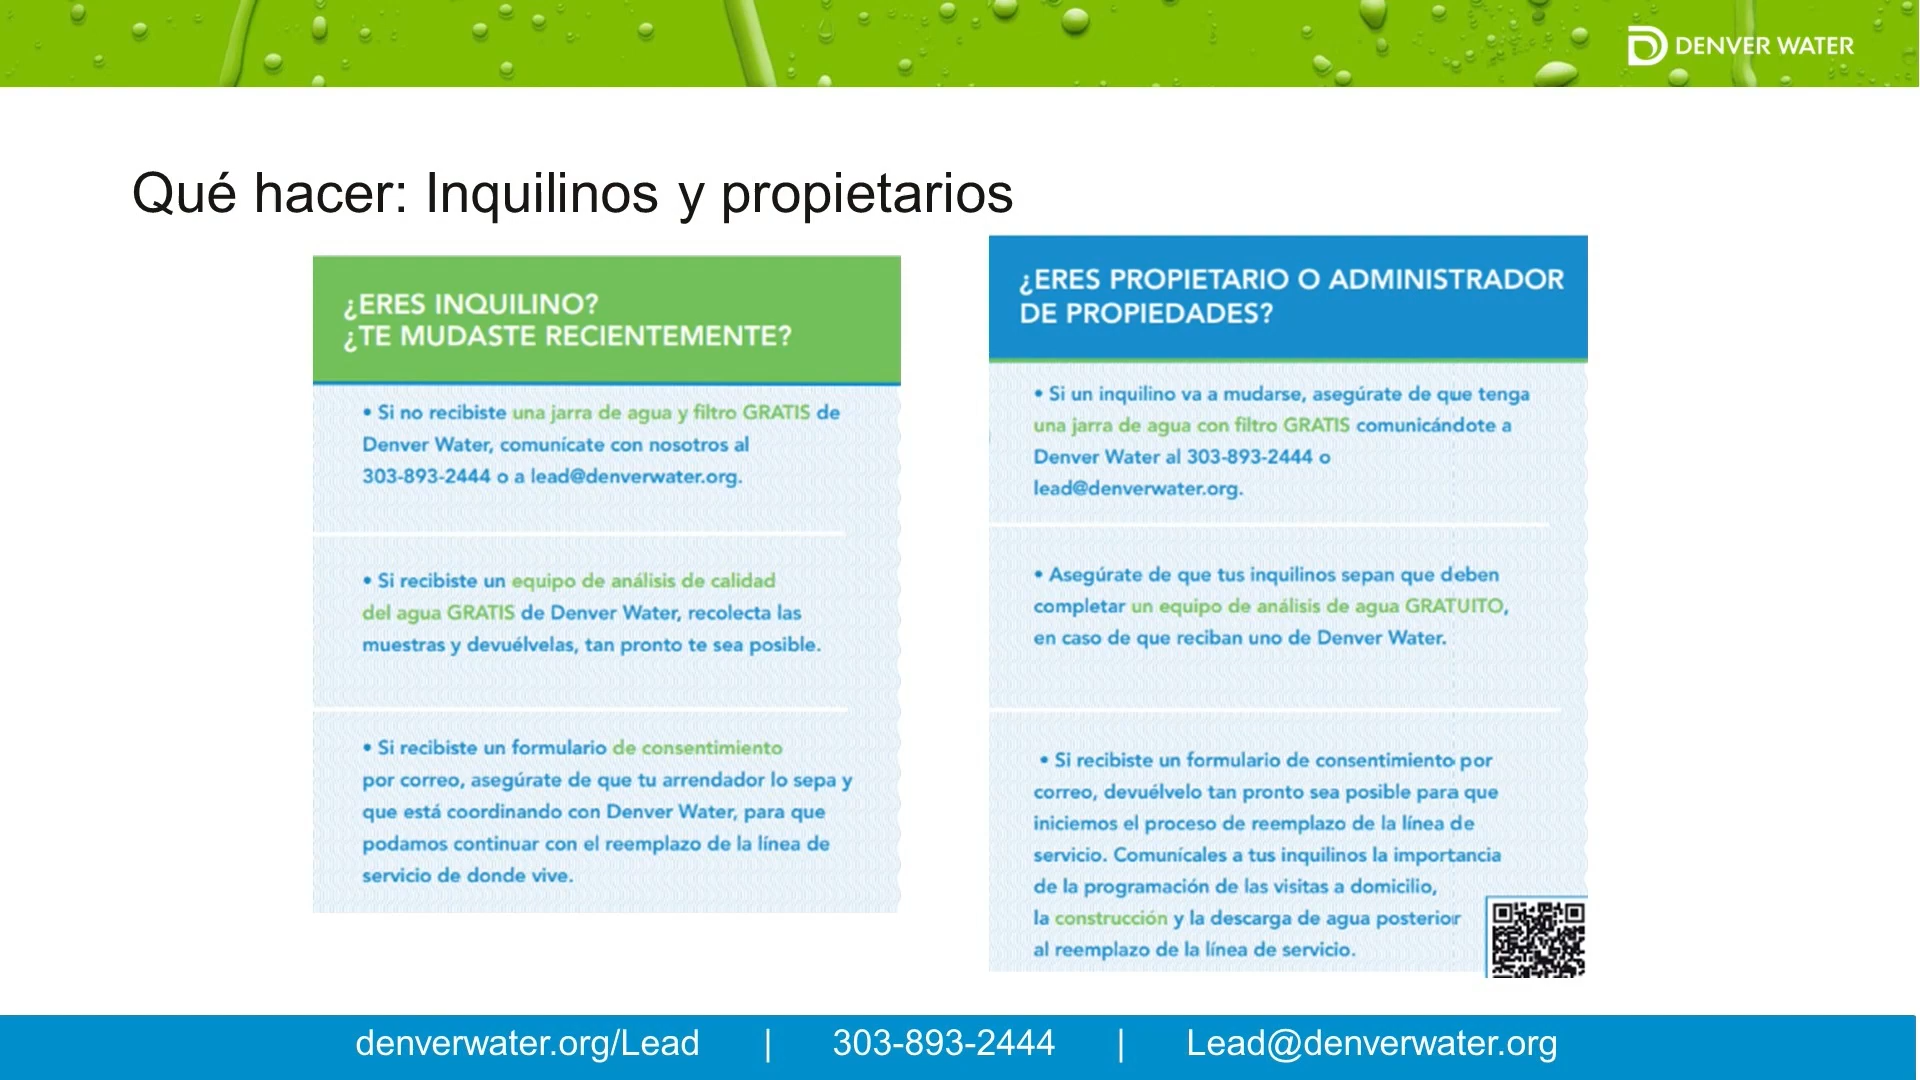 DENVER WATER
Qué hacer: Inquilinos y propietarios
¿ERES INQUILINO?
¿TE MUDASTE RECIENTEMENTE?
• Si no recibiste una jarra de agua y filtro GRATIS de
Denver Water, comunícate con nosotros al
303-893-2444 o a lead@denverwater.org.
• Si recibiste un equipo de análisis de calidad
del agua GRATIS de Denver Water, recolecta las
muestras y devuélvelas, tan pronto te sea posible.
• Si recibiste un formulario de consentimiento
por correo, asegúrate de que tu arrendador lo sepa y
que está coordinando con Denver Water, para que
podamos continuar con el reemplazo de la línea de
servicio de donde vive.
¿ERES PROPIETARIO O ADMINISTRADOR
DE PROPIEDADES?
• Si un inquilino va a mudarse, asegúrate de que tenga
una jarra de agua con filtro GRATIS comunicándote a
Denver Water al 303-893-2444 o
lead@denverwater.org.
• Asegúrate de que tus inquilinos sepan que deben
completar un equipo de análisis de agua GRATUITO,
en caso de que reciban uno de Denver Water.
• Si recibiste un formulario de consentimiento por
correo, devuélvelo tan pronto sea posible para que
iniciemos el proceso de reemplazo de la línea de
servicio. Comunícales a tus inquilinos la importancia
de la programación de las visitas a domicilio,
la construcción y la descarga de agua posterior
al reemplazo de la línea de servicio.
denverwater.org/Lead | 303-893-2444 | Lead@denverwater.org